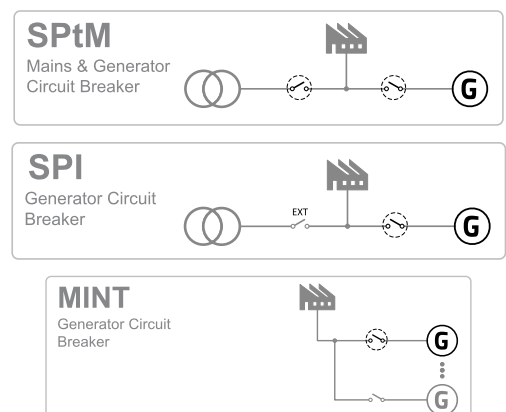 SPtM
Mains & Generator
Circuit Breaker
G
SPI
Generator Circuit
Breaker
EXT
G
MINT
Generator Circuit
Breaker
G
G